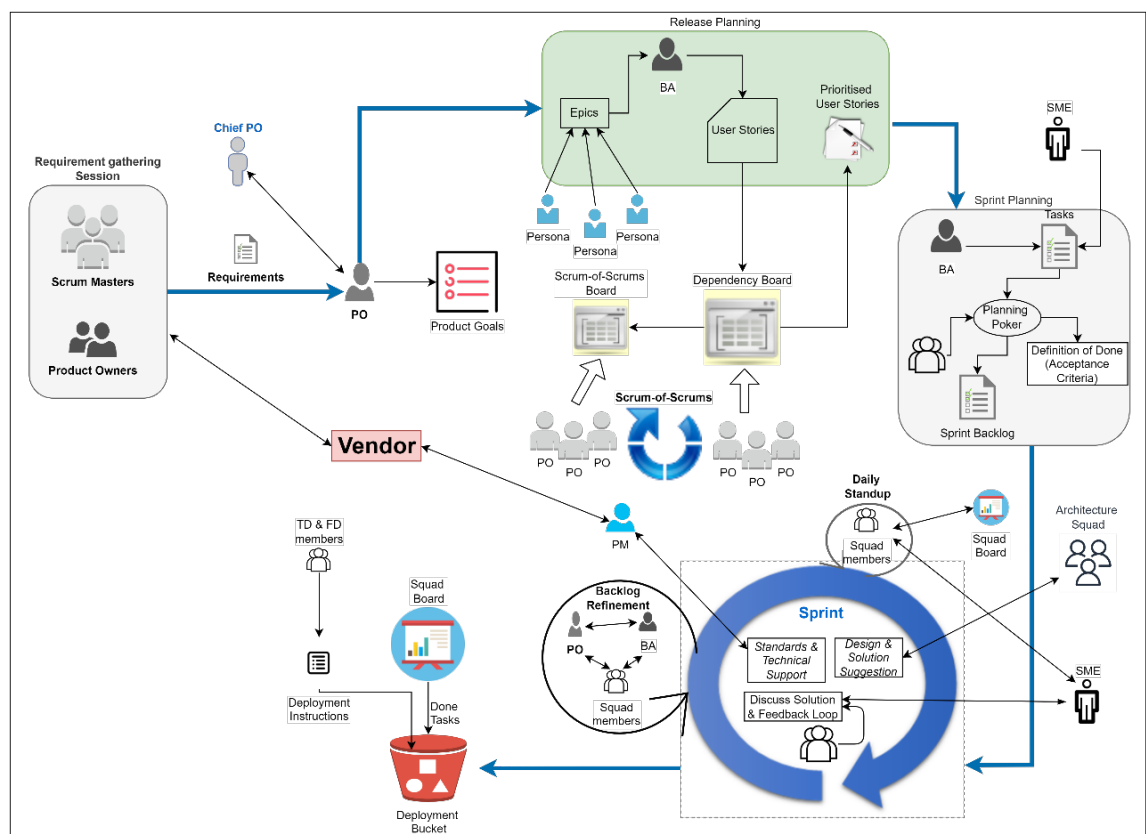 Release Planning
BA
Epics
User Stories
Prioritised
User Stories
Persona
Persona
Persona
Chief PO
Requirement gathering
Session
Scrum Masters
Product Owners
Requirements
PO
Product Goals
Scrum-of-Scrums
Board
Dependency Board
Scrum-of-Scrums
PO
PO
PO
PO
PO
PO
SME
Sprint Planning
Tasks
BA
Planning
Poker
Definition of Done
(Acceptance
Criteria)
Sprint Backlog
Vendor
PM
Daily
Standup
Squad
members
Squad
Board
Architecture
Squad
TD & FD
members
Squad
Board
Deployment
Instructions
Done
Tasks
Deployment
Bucket
Backlog
Refinement
PO
BA
Squad
members
Sprint
Standards &
Technical
Support
Design &
Solution
Suggestion
Discuss Solution
& Feedback Loop
SME